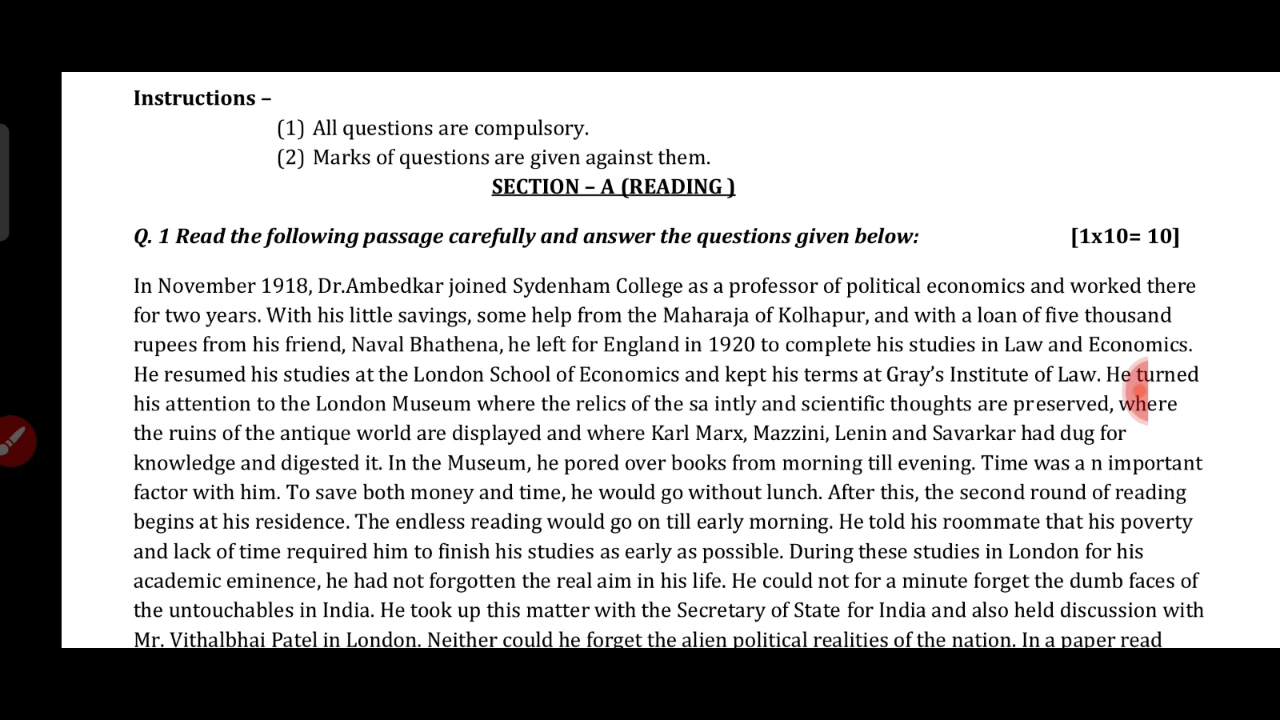 Instructions –
(1) All questions are compulsory.
(2) Marks of questions are given against them.
SECTION – A (READING )
Q. 1 Read the following passage carefully and answer the questions given below: [1x10= 10]
In November 1918, Dr.Ambedkar joined Sydenham College as a professor of political economics and worked there
for two years. With his little savings, some help from the Maharaja of Kolhapur, and with a loan of five thousand
rupees from his friend, Naval Bhathena, he left for England in 1920 to complete his studies in Law and Economics.
He resumed his studies at the London School of Economics and kept his terms at Gray’s Institute of Law. He turned
his attention to the London Museum where the relics of the sa intly and scientific thoughts are preserved, where
the ruins of the antique world are displayed and where Karl Marx, Mazzini, Lenin and Savarkar had dug for
knowledge and digested it. In the Museum, he pored over books from morning till evening. Time was a n important
factor with him. To save both money and time, he would go without lunch. After this, the second round of reading
begins at his residence. The endless reading would go on till early morning. He told his roommate that his poverty
and lack of time required him to finish his studies as early as possible. During these studies in London for his
academic eminence, he had not forgotten the real aim in his life. He could not for a minute forget the dumb faces of
the untouchables in India. He took up this matter with the Secretary of State for India and also held discussion with
Mr. Vithalbhai Patel in London. Neither could he forget the alien political realities of the nation. In a paper read